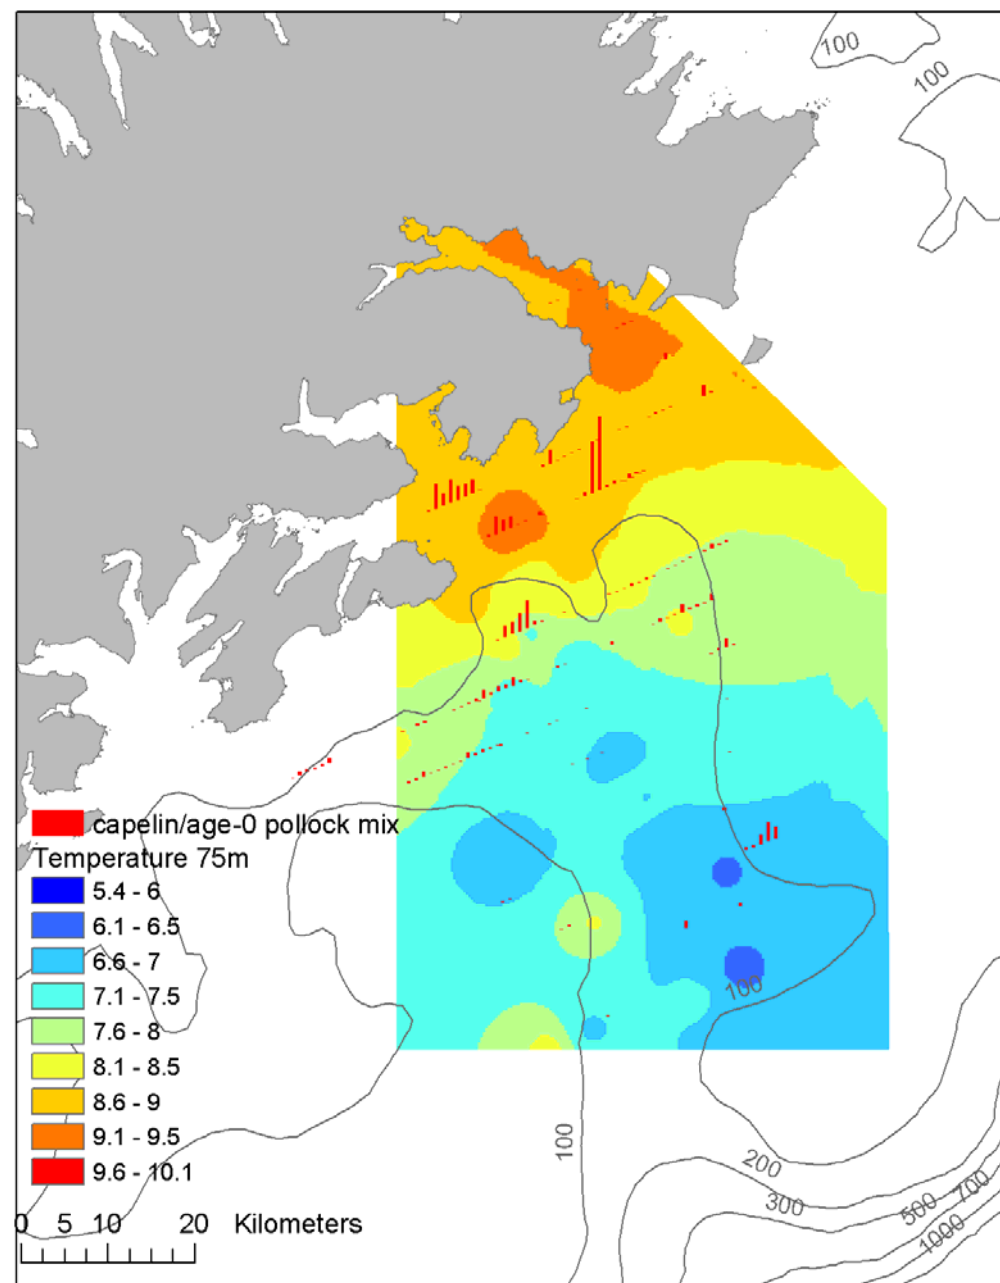 100
100
capelin/age-0 pollock mix
Temperature 75m
5.4 - 6
6.1 - 6.5
6.6 - 7
7.1 - 7.5
7.6 - 8
8.1 - 8.5
8.6 - 9
9.1 - 9.5
9.6 - 10.1
100
100
200
300
500
700
1000
0 5 10 20 Kilometers